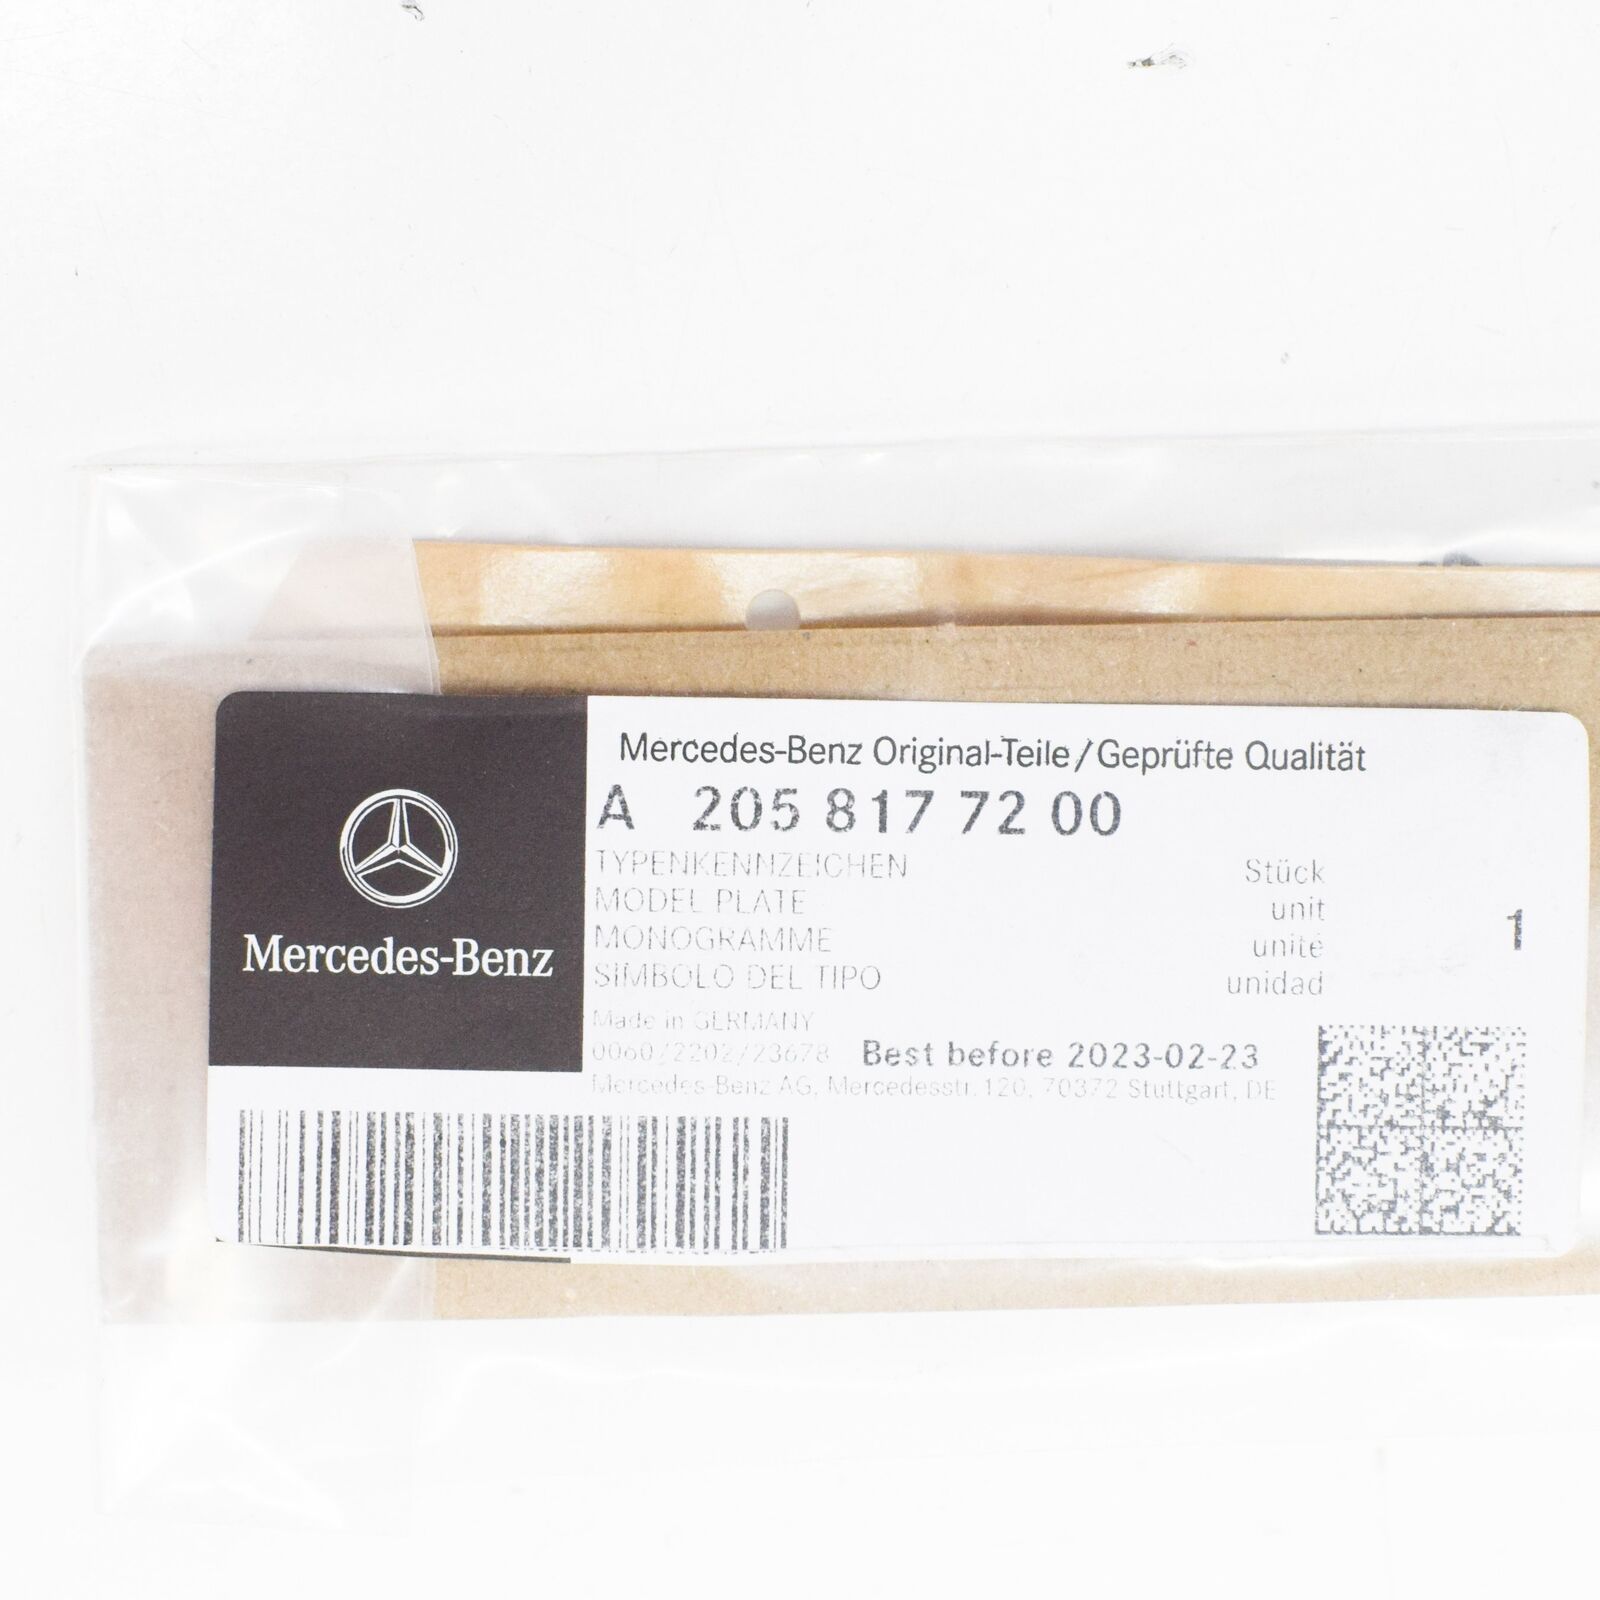 Mercedes-Benz
Mercedes-Benz Original-Teile/Geprüfte Qualität
A 205 817 72 00
TYPENKENNZEICHEN
MODEL PLATE
MONOGRAMME
SIMBOLO DEL TIPO
Stück
unit
unité
unidad
1
Made in GERMANY
0060/2202/23678 Best before 2023-02-23
Mercedes-Benz AG, Mercedesstr. 120, 70372 Stuttgart, DE